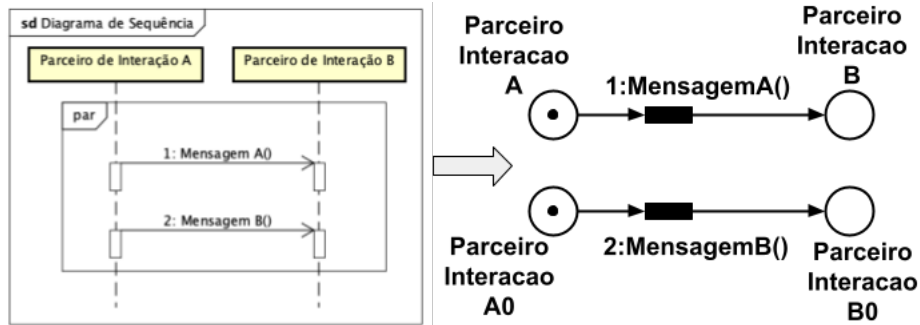 sd Diagrama de Sequência
Parceiro de Interação A
Parceiro de Interação B
par
1: Mensagem A()
2: Mensagem B()
Parceiro
Interacao
A
1:MensagemA()
Parceiro
Interacao
B
Parceiro
Interacao
A0
2:MensagemB()
Parceiro
Interacao
B0